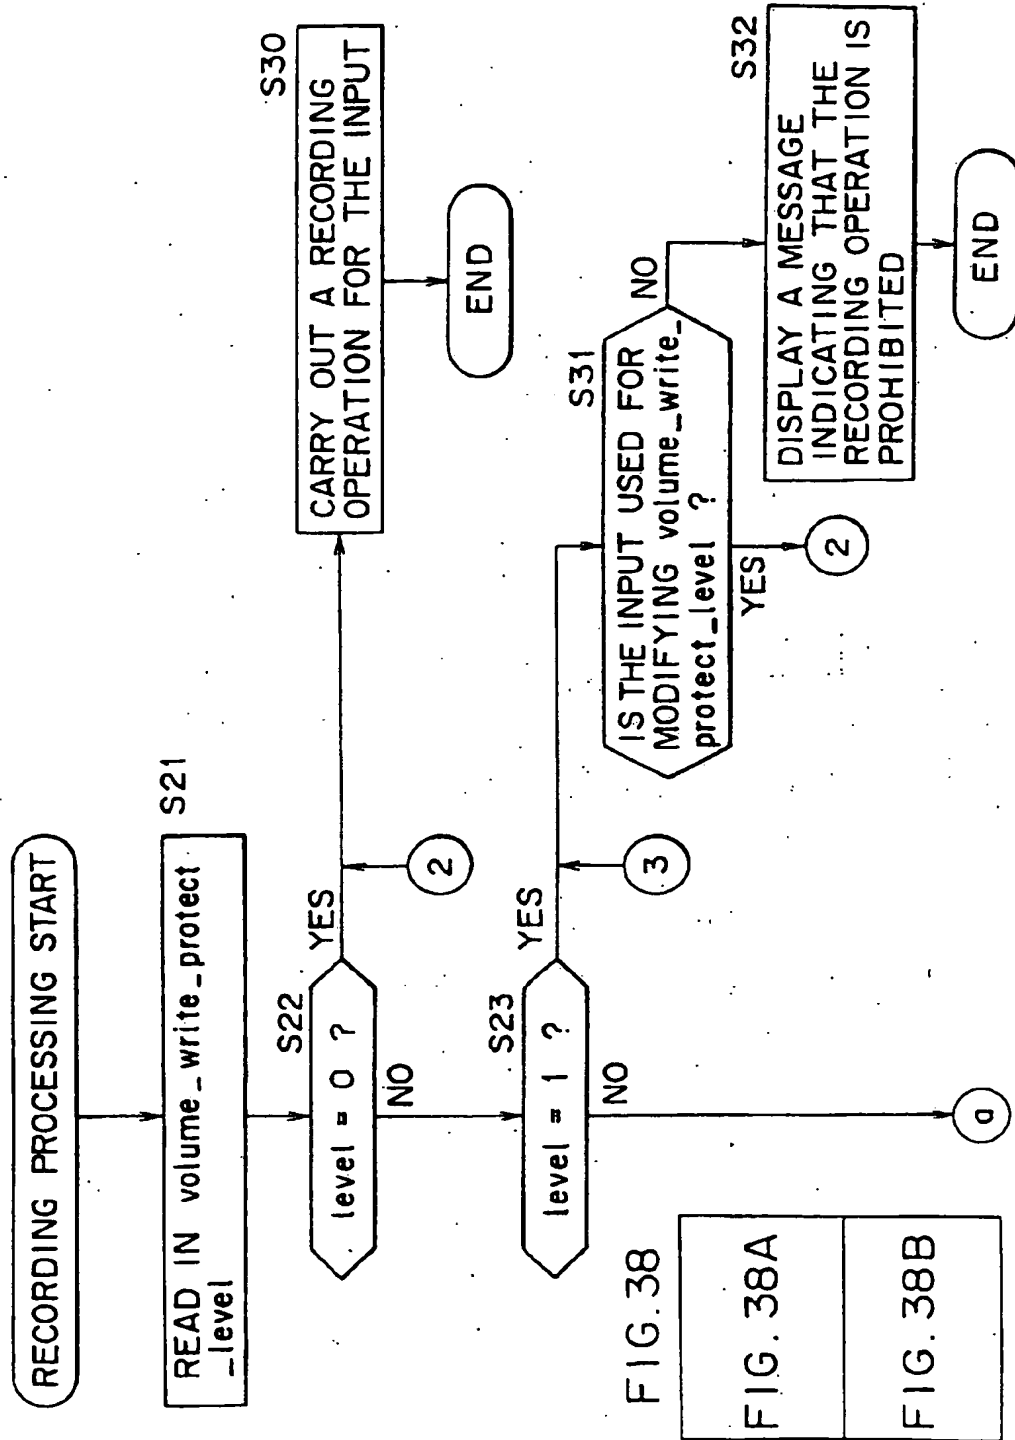 RECORDING PROCESSING START
S21
READ IN volume_write_protect
_level
S22
level = 0 ?
YES
NO
2
S30
CARRY OUT A RECORDING
OPERATION FOR THE INPUT
END
S23
level = 1 ?
YES
NO
3
S31
IS THE INPUT USED FOR
MODIFYING volume_write_
protect_level ?
NO
YES
2
S32
DISPLAY A MESSAGE
INDICATING THAT THE
RECORDING OPERATION IS
PROHIBITED
END
a
FIG. 38
FIG. 38A
FIG. 38B